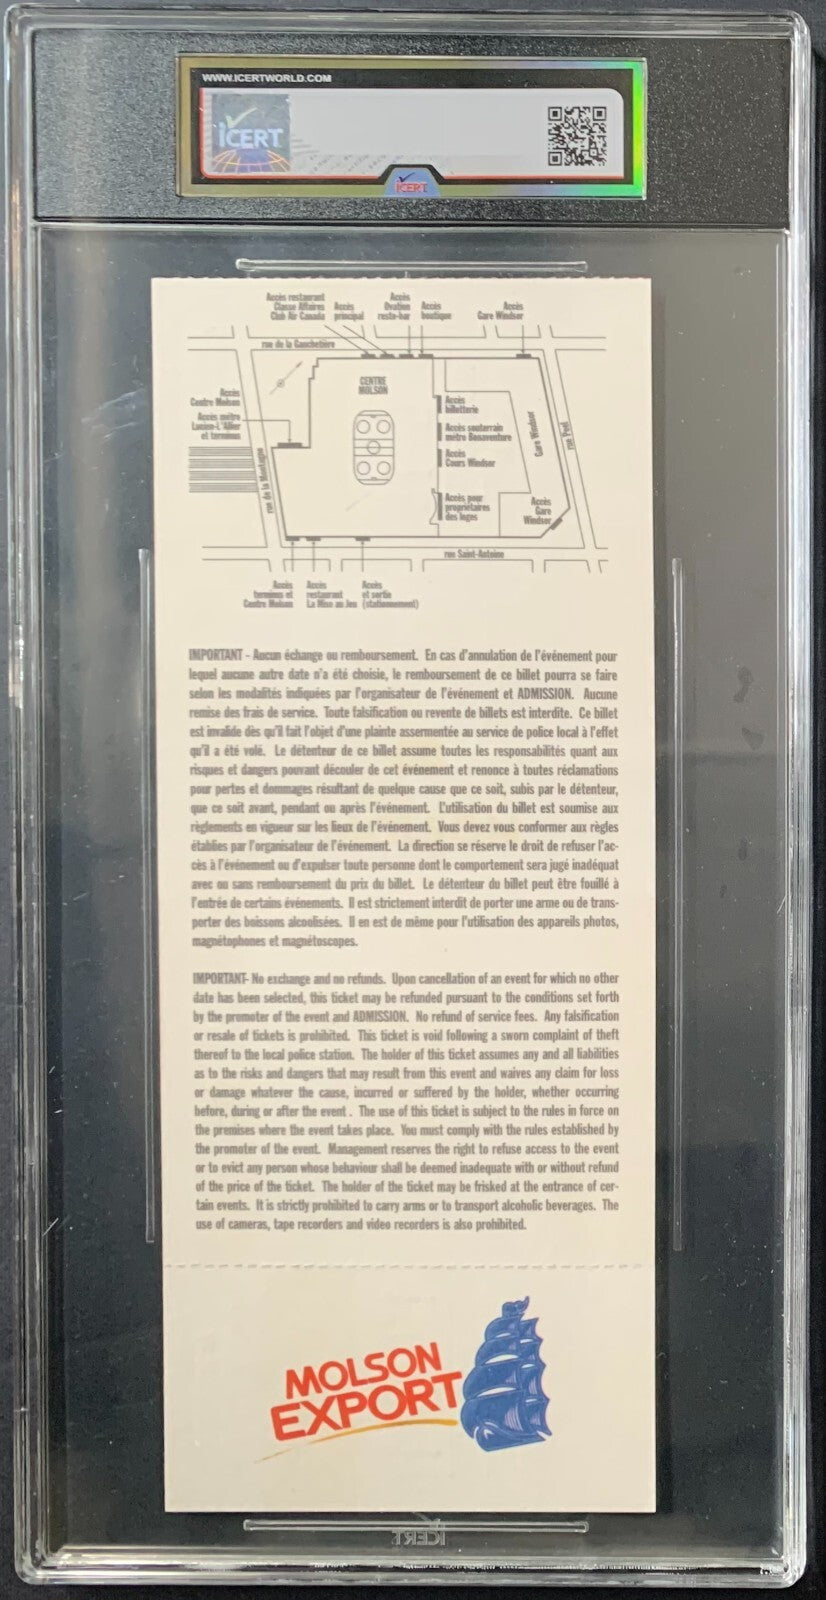 WWW.ICERTWORLD.COM
ICERT
ICERT
Accès restaurant
Classe Affaires
Club Air Canada
Accès
principal
Accès
Ovation
resto-bar
Accès
boutique
Accès
Gare Windsor
rue de la Gauchetière
CENTRE
MOLSON
Accès
Centre Molson
Accès métro
Lucien-L'Allier
et terminus
rue de la Montagne
Accès
billetterie
Accès souterrain
métro Bonaventure
Accès
Cours Windsor
Accès pour
propriétaires
des loges
Gare Windsor
rue Peel
Accès
Gare
Windsor
rue Saint-Antoine
Accès
terminus et
Centre Molson
Accès
restaurant
La Mise au Jeu
Accès
et sortie
(stationnement)
IMPORTANT - Aucun échange ou remboursement. En cas d'annulation de l'événement pour
lequel aucune autre date n'a été choisie, le remboursement de ce billet pourra se faire
selon les modalités indiquées par l'organisateur de l'événement et ADMISSION. Aucune
remise des frais de service. Toute falsification ou revente de billets est interdite. Ce billet
est invalide dès qu'il fait l'objet d'une plainte assermentée au service de police local à l'effet
qu'il a été volé. Le détenteur de ce billet assume toutes les responsabilités quant aux
risques et dangers pouvant découler de cet événement et renonce à toutes réclamations
pour pertes et dommages résultant de quelque cause que ce soit, subis par le détenteur,
que ce soit avant, pendant ou après l'événement. L'utilisation du billet est soumise aux
règlements en vigueur sur les lieux de l'événement. Vous devez vous conformer aux règles
établies par l'organisateur de l'événement. La direction se réserve le droit de refuser l'ac-
cès à l'événement ou d'expulser toute personne dont le comportement sera jugé inadéquat
avec ou sans remboursement du prix du billet. Le détenteur du billet peut être fouillé à
l'entrée de certains événements. Il est strictement interdit de porter une arme ou de trans-
porter des boissons alcoolisées. Il en est de même pour l'utilisation des appareils photos,
magnétophones et magnétoscopes.
IMPORTANT- No exchange and no refunds. Upon cancellation of an event for which no other
date has been selected, this ticket may be refunded pursuant to the conditions set forth
by the promoter of the event and ADMISSION. No refund of service fees. Any falsification
or resale of tickets is prohibited. This ticket is void following a sworn complaint of theft
thereof to the local police station. The holder of this ticket assumes any and all liabilities
as to the risks and dangers that may result from this event and waives any claim for loss
or damage whatever the cause, incurred or suffered by the holder, whether occurring
before, during or after the event . The use of this ticket is subject to the rules in force on
the premises where the event takes place. You must comply with the rules established by
the promoter of the event. Management reserves the right to refuse access to the event
or to evict any person whose behaviour shall be deemed inadequate with or without refund
of the price of the ticket. The holder of the ticket may be frisked at the entrance of cer-
tain events. It is strictly prohibited to carry arms or to transport alcoholic beverages. The
use of cameras, tape recorders and video recorders is also prohibited.
MOLSON
EXPORT
ICERT